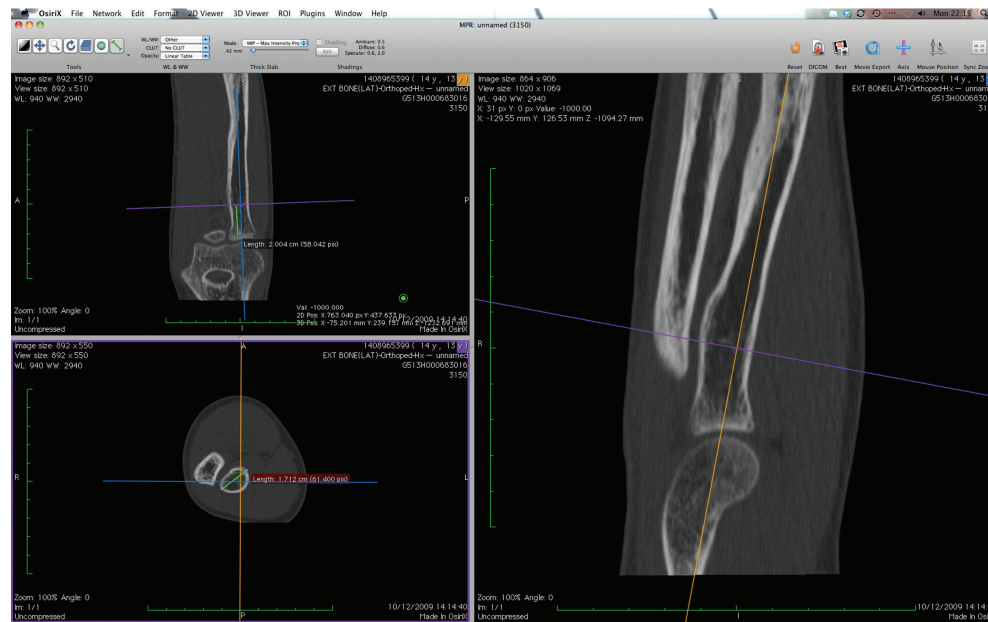 OsiriX File Network Edit Format 2D Viewer 3D Viewer ROI Plugins Window Help
Mon 22:15
MPR: unnamed (3150)
WL/WW: Other
CLUT: No CLUT
Opacity: Linear Table
Mode: MIP - Max Intensity Pro
.42 mm
Shading
Edit
Ambient: 0.5
Diffuse: 0.6
Specular: 0.6, 2.0
Tools
WL & WW
Thick Slab
Shadings
Reset DICOM Best Movie Export Axis Mouse Position Sync Zoo
Image size: 892 x 510
View size: 892 x 510
WL: 940 WW: 2940
S
1408965399 ( 14 y , 13 y )
EXT BONE(LAT)-Orthoped-Hx — unnamed
G513H000683016
3150
A
P
Length: 2.004 cm (58.042 pix)
Val: -1000.000
2D Pos: X:763.040 px Y:437.633 px
Zoom: 100% Angle: 0
Im: 1/1
Uncompressed
I
Made In OsiriX
Image size: 892 x 550
View size: 892 x 550
WL: 940 WW: 2940
A
1408965399 ( 14 y , 13 y )
EXT BONE(LAT)-Orthoped-Hx — unnamed
G513H000683016
3150
R
L
Length: 1.712 cm (61.400 pix)
Zoom: 100% Angle: 0
Im: 1/1
Uncompressed
P
10/12/2009 14:14:40
Made In OsiriX
Image size: 864 x 906
View size: 1020 x 1069
WL: 940 WW: 2940
X: 31 px Y: 0 px Value: -1000.00
X: -129.55 mm Y: 126.53 mm Z: -1094.27 mm
S
1408965399 ( 14 y , 13 y
EXT BONE(LAT)-Orthoped-Hx — unnam
G513H000683016
3150
R
Zoom: 100% Angle: 0
Im: 1/1
Uncompressed
I
10/12/2009 14:14:
Made In Osi